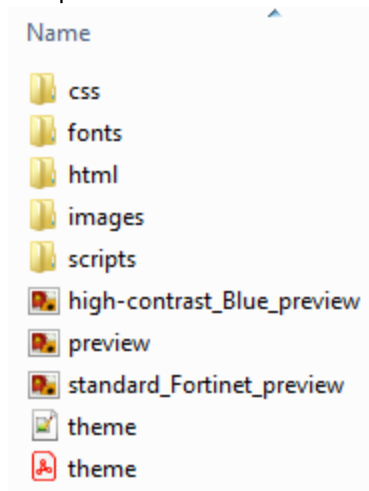 Name
css
fonts
html
images
scripts
high-contrast_Blue_preview
preview
standard_Fortinet_preview
theme
theme